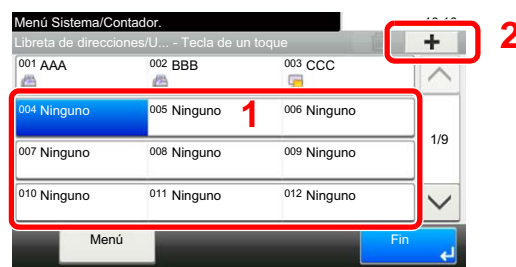 Menú Sistema/Contador.
Libreta de direcciones/U... - Tecla de un toque
+
2
001 AAA 002 BBB 003 CCC
004 Ninguno 005 Ninguno 1 006 Ninguno
1/9
007 Ninguno 008 Ninguno 009 Ninguno
010 Ninguno 011 Ninguno 012 Ninguno
Menú Fin